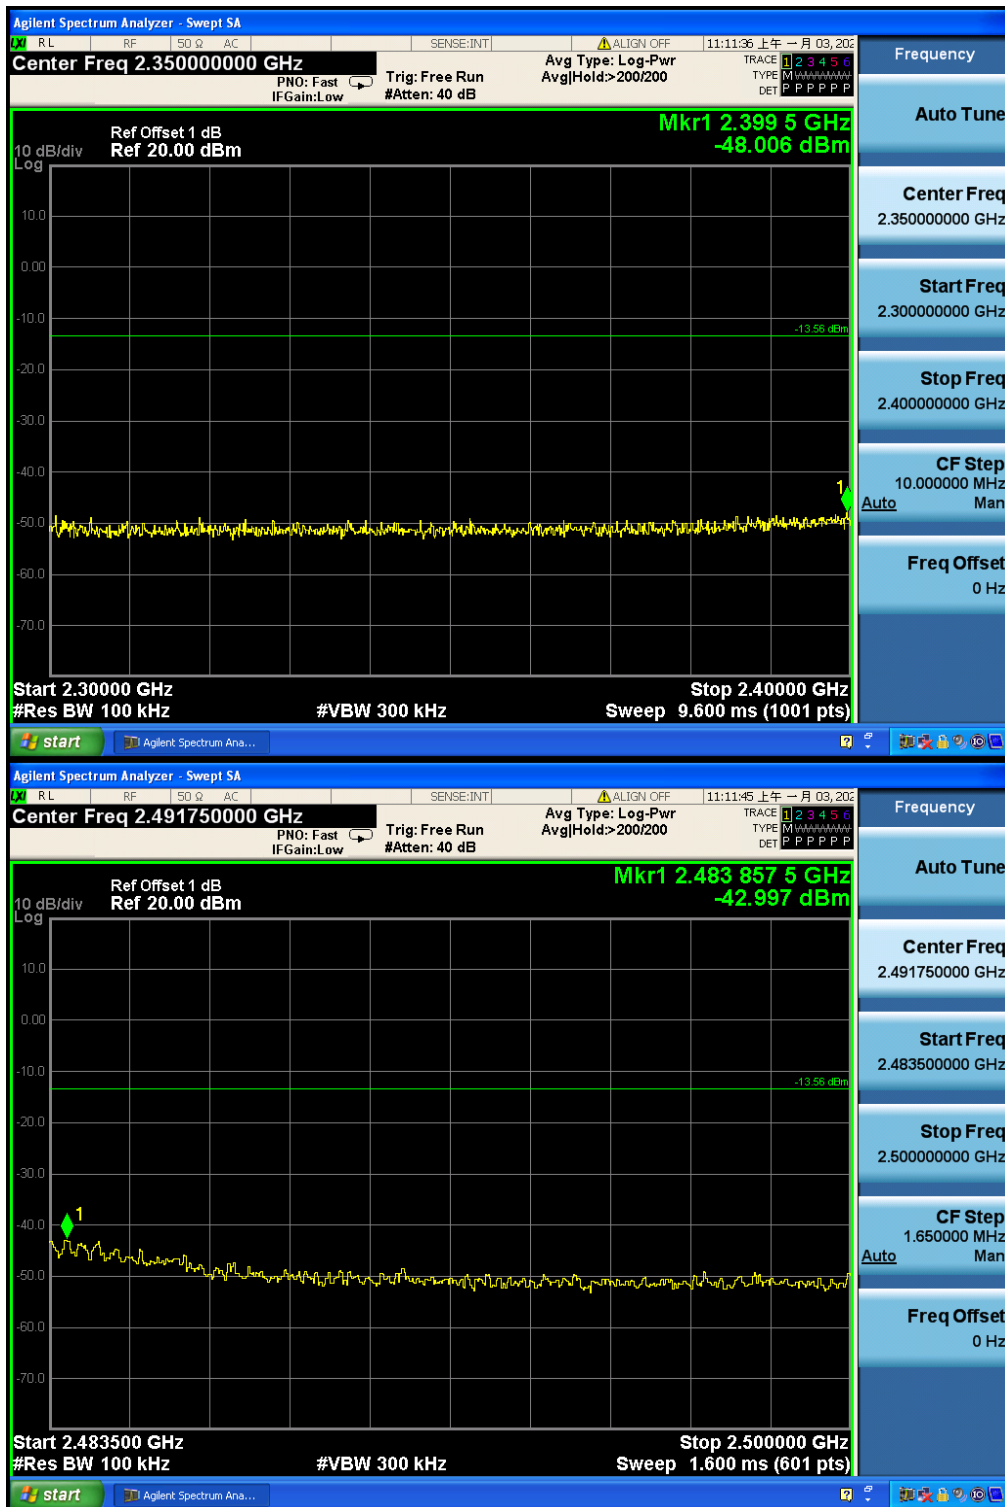 Agilent Spectrum Analyzer - Swept SA
LXI RL RF 50 Ω AC SENSE:INT ALIGN OFF 11:11:36 上午 一月 03, 202
Center Freq 2.350000000 GHz
PNO: Fast
IFGain:Low
Trig: Free Run
#Atten: 40 dB
Avg Type: Log-Pwr
Avg|Hold:>200/200
TRACE 1 2 3 4 5 6
TYPE M
DET P P P P P P
Ref Offset 1 dB
10 dB/div Ref 20.00 dBm
Log
Mkr1 2.399 5 GHz
-48.006 dBm
10.0
0.00
-10.0
-13.56 dBm
-20.0
-30.0
-40.0
1
-50.0
-60.0
-70.0
Start 2.30000 GHz Stop 2.40000 GHz
#Res BW 100 kHz #VBW 300 kHz Sweep 9.600 ms (1001 pts)
Frequency
Auto Tune
Center Freq
2.350000000 GHz
Start Freq
2.300000000 GHz
Stop Freq
2.400000000 GHz
CF Step
10.000000 MHz
Auto Man
Freq Offset
0 Hz
start Agilent Spectrum Ana...
Agilent Spectrum Analyzer - Swept SA
LXI RL RF 50 Ω AC SENSE:INT ALIGN OFF 11:11:45 上午 一月 03, 202
Center Freq 2.491750000 GHz
PNO: Fast
IFGain:Low
Trig: Free Run
#Atten: 40 dB
Avg Type: Log-Pwr
Avg|Hold:>200/200
TRACE 1 2 3 4 5 6
TYPE M
DET P P P P P P
Ref Offset 1 dB
10 dB/div Ref 20.00 dBm
Log
Mkr1 2.483 857 5 GHz
-42.997 dBm
10.0
0.00
-10.0
-13.56 dBm
-20.0
-30.0
-40.0
1
-50.0
-60.0
-70.0
Start 2.483500 GHz Stop 2.500000 GHz
#Res BW 100 kHz #VBW 300 kHz Sweep 1.600 ms (601 pts)
Frequency
Auto Tune
Center Freq
2.491750000 GHz
Start Freq
2.483500000 GHz
Stop Freq
2.500000000 GHz
CF Step
1.650000 MHz
Auto Man
Freq Offset
0 Hz
start Agilent Spectrum Ana...